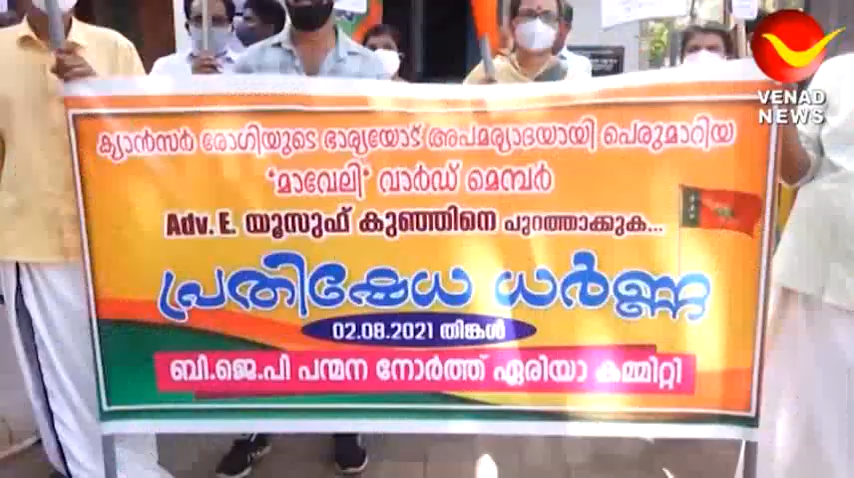 VENAD
NEWS
ക്യാൻസർ രോഗിയുടെ ഭാര്യയോട് അപമര്യാദയായി പെരുമാറിയ
"മാവേലി" വാർഡ് മെമ്പർ
Adv. E. യൂസുഫ് കുഞ്ഞിനെ പുറത്താക്കുക...
പ്രതിഷേധ ധർണ്ണ
02.08.2021 തിങ്കൾ
ബി.ജെ.പി പന്മന നോർത്ത് ഏരിയാ കമ്മിറ്റി